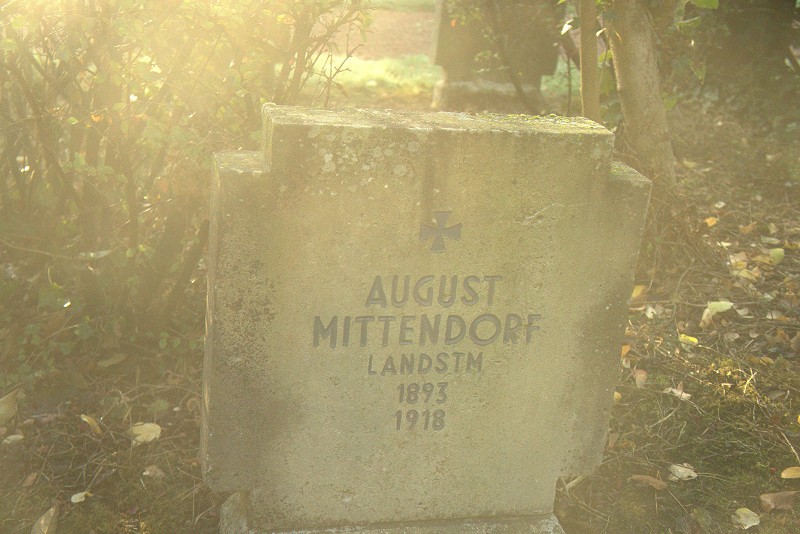 AUGUST
MITTENDORF
LANDSTM
1893
1918